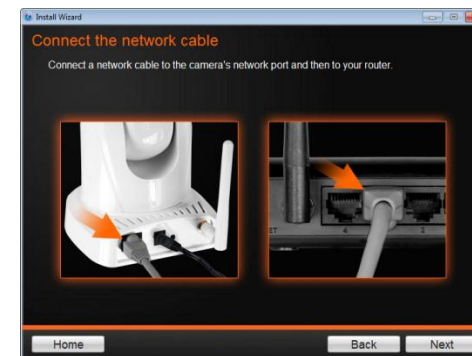 Install Wizard
Connect the network cable
Connect a network cable to the camera's network port and then to your router.
4
Home
Back
Next